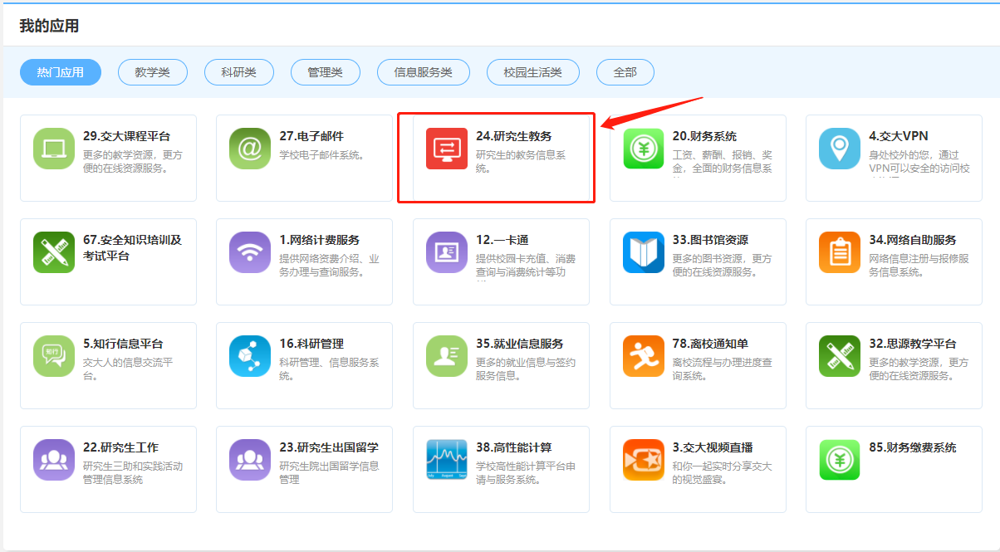 我的应用
热门应用 教学类 科研类 管理类 信息服务类 校园生活类 全部
29.交大课程平台
更多的教学资源，更方
便的在线资源服务。
27.电子邮件
学校电子邮件系统。
24.研究生教务
研究生的教务信息系
统。
20.财务系统
工资、薪酬、报销、奖
金，全面的财务信息系
4.交大VPN
身处校外的您，通过
VPN可以安全的访问校
67.安全知识培训及
考试平台
1.网络计费服务
提供网络资费介绍、业
务办理与查询服务。
12.一卡通
提供校园卡充值、消费
查询与消费统计等功
33.图书馆资源
更多的图书资源，更方
便的在线资源服务。
34.网络自助服务
网络信息注册与报修服
务信息系统。
知行
5.知行信息平台
交大人的信息交流平
台。
16.科研管理
科研管理、信息服务系
统。
35.就业信息服务
更多的就业信息与签约
服务信息。
78.离校通知单
离校流程与办理进度查
询系统。
32.思源教学平台
更多的教学资源，更方
便的在线资源服务。
22.研究生工作
研究生三助和实践活动
管理信息系统
23.研究生出国留学
研究生院出国留学信息
管理
38.高性能计算
学校高性能计算平台申
请与服务系统。
3.交大视频直播
和你一起实时分享交大
的视觉盛宴。
85.财务缴费系统